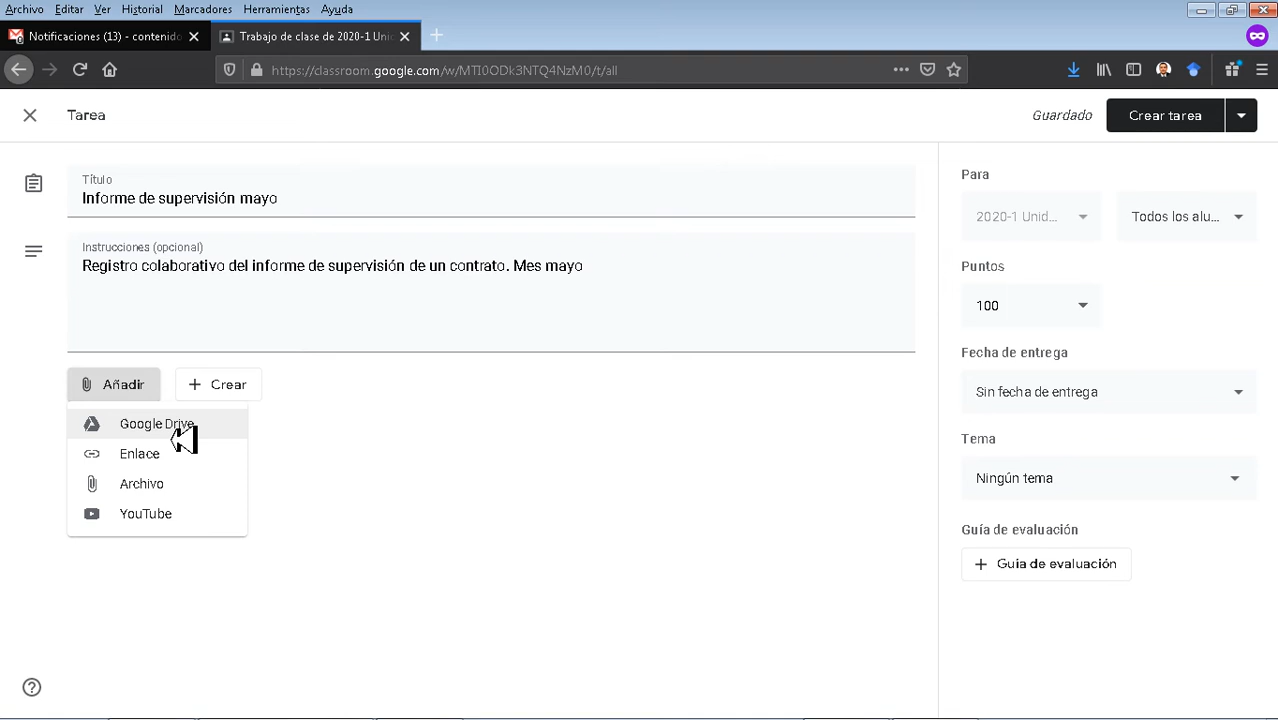 Archivo Editar Ver Historial Marcadores Herramientas Ayuda
Notificaciones (13) - contenido
Trabajo de clase de 2020-1 Uni
https://classroom.google.com/w/MTI0ODk3NTQ4NzM0/t/all
Tarea
Guardado
Crear tarea
Título
Informe de supervisión mayo
Instrucciones (opcional)
Registro colaborativo del informe de supervisión de un contrato. Mes mayo
Añadir
Crear
Google Drive
Enlace
Archivo
YouTube
Para
2020-1 Unid...
Todos los alu...
Puntos
100
Fecha de entrega
Sin fecha de entrega
Tema
Ningún tema
Guía de evaluación
Guía de evaluación